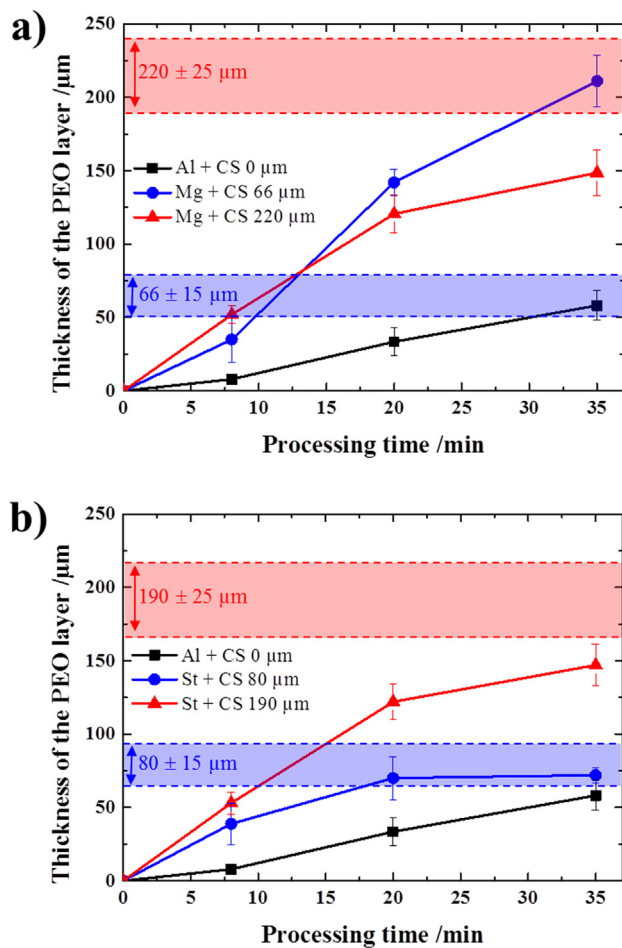 a)
250
200
150
100
50
0
Thickness of the PEO layer /µm
220 ± 25 µm
Al + CS 0 µm
Mg + CS 66 µm
Mg + CS 220 µm
66 ± 15 µm
0 5 10 15 20 25 30 35
Processing time /min
b)
250
200
150
100
50
0
Thickness of the PEO layer /µm
190 ± 25 µm
Al + CS 0 µm
St + CS 80 µm
St + CS 190 µm
80 ± 15 µm
0 5 10 15 20 25 30 35
Processing time /min